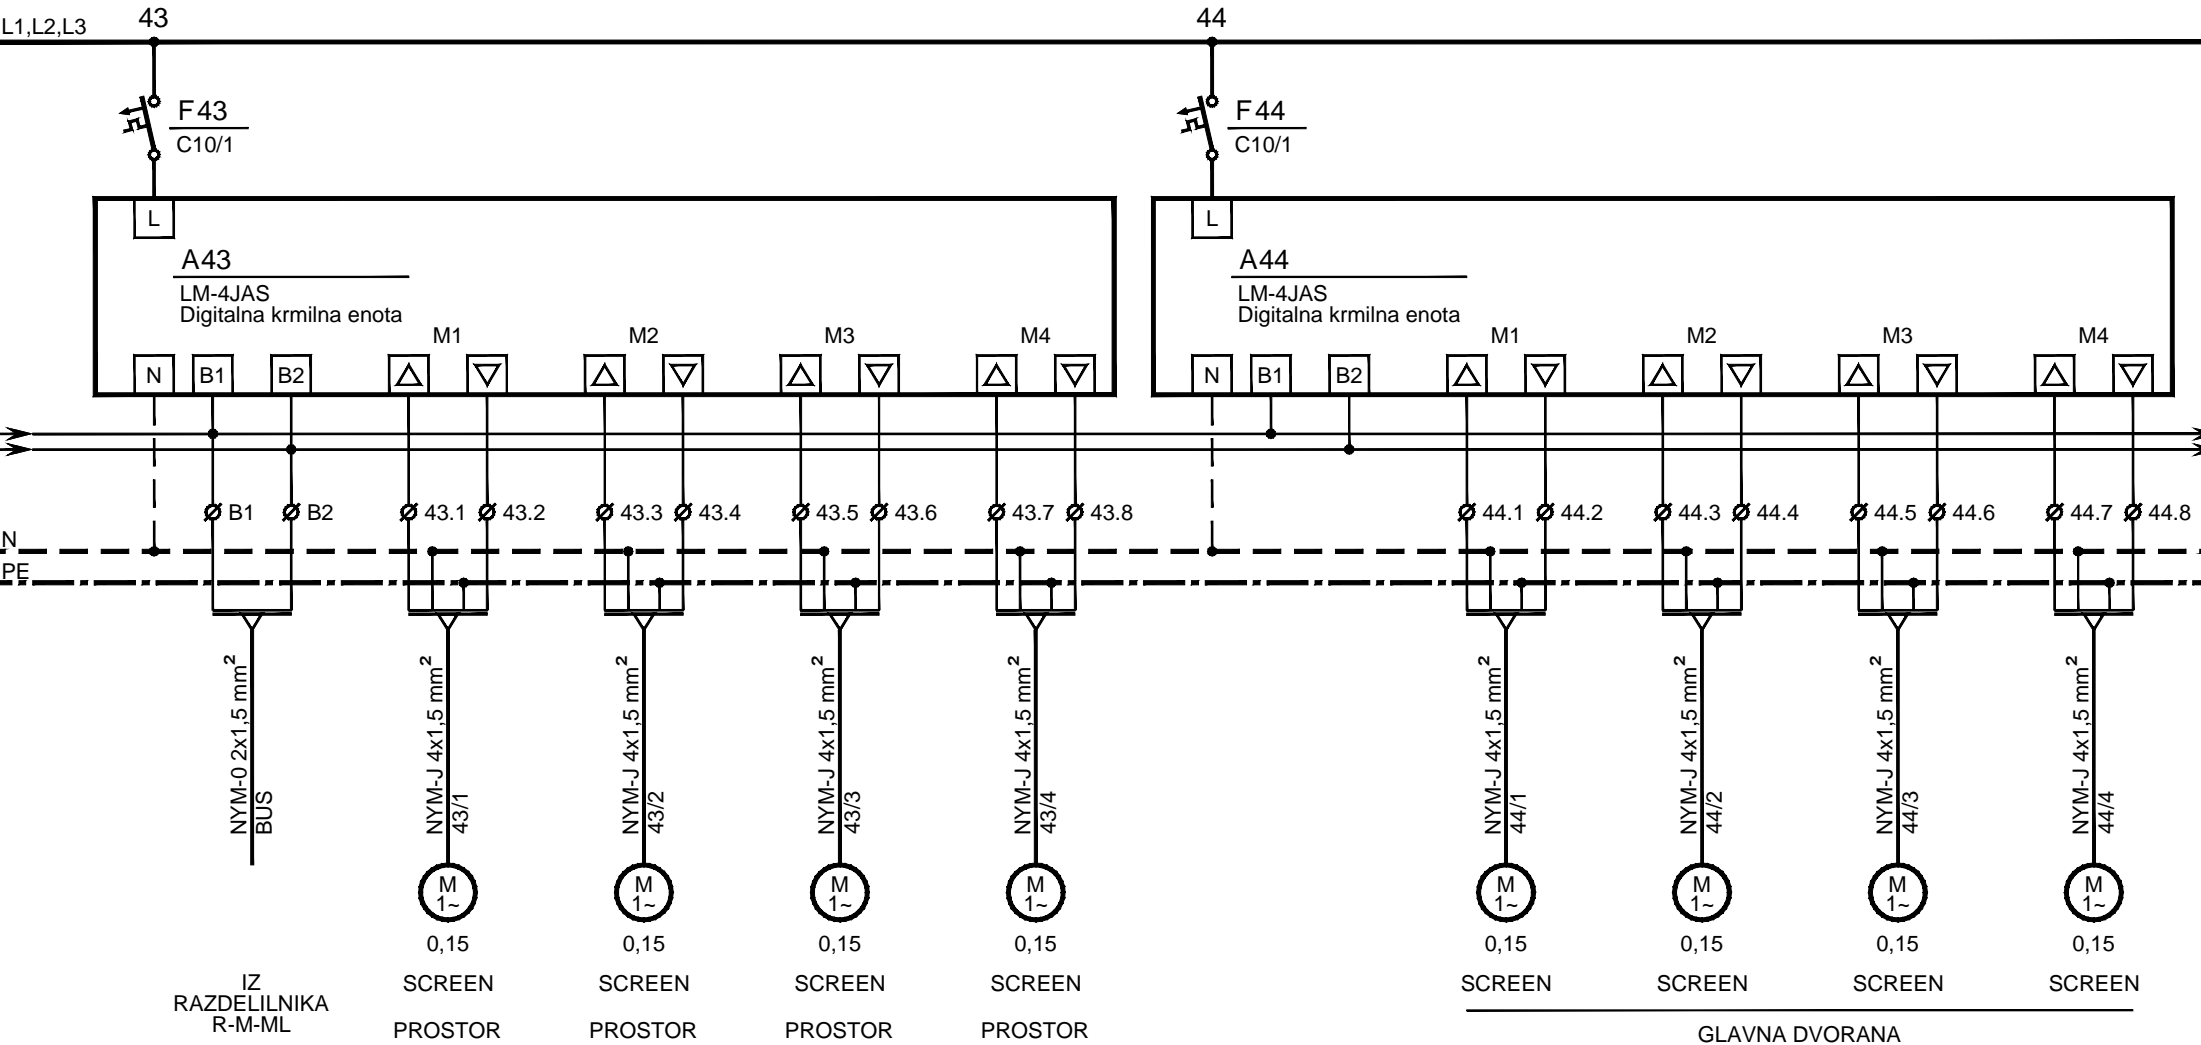 L1,L2,L3
43
44
F43
C10/1
F44
C10/1
L
L
A43
LM-4JAS
Digitalna krmilna enota
A44
LM-4JAS
Digitalna krmilna enota
M1 M2 M3 M4
M1 M2 M3 M4
N B1 B2
N B1 B2
B1 B2 43.1 43.2 43.3 43.4 43.5 43.6 43.7 43.8
44.1 44.2 44.3 44.4 44.5 44.6 44.7 44.8
N
PE
NYM-0 2x1,5 mm²
BUS
NYM-J 4x1,5 mm²
43/1
NYM-J 4x1,5 mm²
43/2
NYM-J 4x1,5 mm²
43/3
NYM-J 4x1,5 mm²
43/4
NYM-J 4x1,5 mm²
44/1
NYM-J 4x1,5 mm²
44/2
NYM-J 4x1,5 mm²
44/3
NYM-J 4x1,5 mm²
44/4
M
1~
M
1~
M
1~
M
1~
M
1~
M
1~
M
1~
M
1~
0,15 0,15 0,15 0,15 0,15 0,15 0,15 0,15
IZ
RAZDELILNIKA
R-M-ML
SCREEN SCREEN SCREEN SCREEN SCREEN SCREEN SCREEN SCREEN
PROSTOR PROSTOR PROSTOR PROSTOR
GLAVNA DVORANA